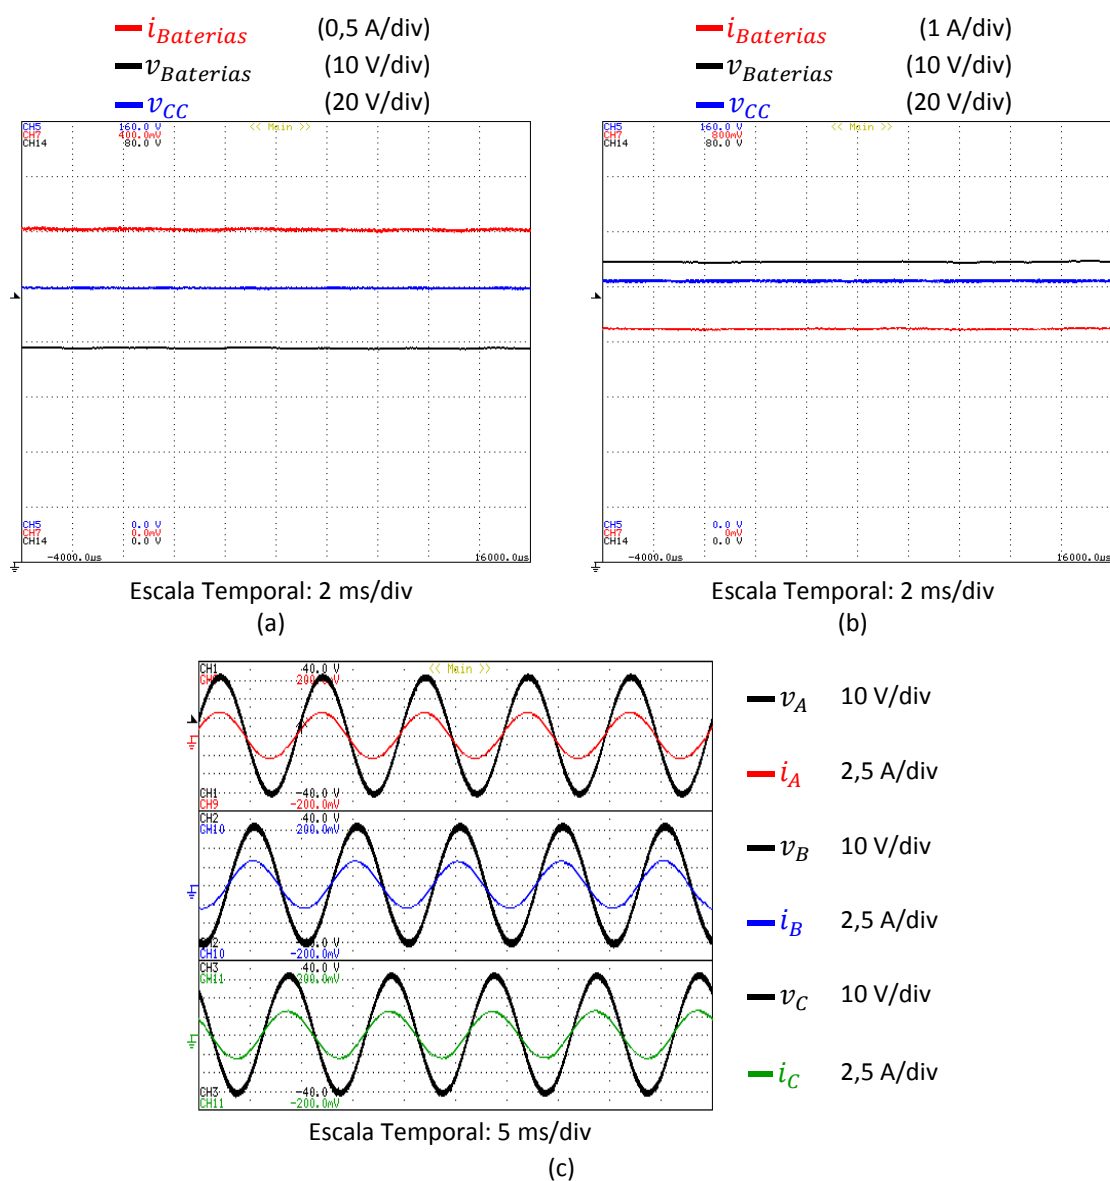 i_Baterias (0,5 A/div)
v_Baterias (10 V/div)
v_CC (20 V/div)
CH5 160.0 V << Main >>
CH7 400.0mV
CH14 80.0 V
CH5 0.0 V
CH7 0.0mV
CH14 0.0 V
-4000.0us 16000.0us
Escala Temporal: 2 ms/div
(a)
i_Baterias (1 A/div)
v_Baterias (10 V/div)
v_CC (20 V/div)
CH5 160.0 V << Main >>
CH7 800mV
CH14 80.0 V
CH5 0.0 V
CH7 0mV
CH14 0.0 V
-4000.0us 16000.0us
Escala Temporal: 2 ms/div
(b)
CH1 40.0 V << Main >>
200.0mV
CH1 -40.0 V
CH9 -200.0mV
CH2 40.0 V
CH10 200.0mV
CH2
CH10 -200.0mV
CH3 40.0 V
CH11 200.0mV
CH3 -40.0 V
CH11 -200.0mV
v_A 10 V/div
i_A 2,5 A/div
v_B 10 V/div
i_B 2,5 A/div
v_C 10 V/div
i_C 2,5 A/div
Escala Temporal: 5 ms/div
(c)